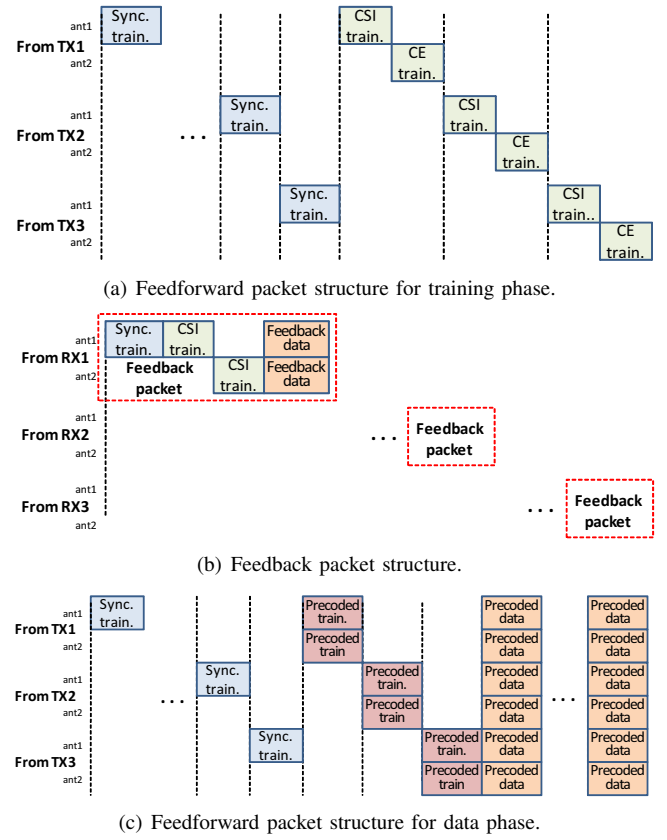 ant1
From TX1
ant2
Sync.
train.
CSI
train.
CE
train.
ant1
From TX2
ant2
. . .
Sync.
train.
CSI
train.
CE
train.
ant1
From TX3
ant2
Sync.
train.
CSI
train..
CE
train.
(a) Feedforward packet structure for training phase.
ant1
From RX1
ant2
Sync.
train.
CSI
train.
Feedback
data
Feedback
packet
CSI
train.
Feedback
data
ant1
From RX2
ant2
. . .
Feedback
packet
ant1
From RX3
ant2
. . .
Feedback
packet
(b) Feedback packet structure.
ant1
From TX1
ant2
Sync.
train.
Precoded
train.
Precoded
train
Precoded
data
Precoded
data
Precoded
data
Precoded
data
ant1
From TX2
ant2
. . .
Sync.
train.
Precoded
train.
Precoded
train
Precoded
data
Precoded
data
. . .
Precoded
data
Precoded
data
ant1
From TX3
ant2
Sync.
train.
Precoded
train.
Precoded
train
Precoded
data
Precoded
data
Precoded
data
Precoded
data
(c) Feedforward packet structure for data phase.